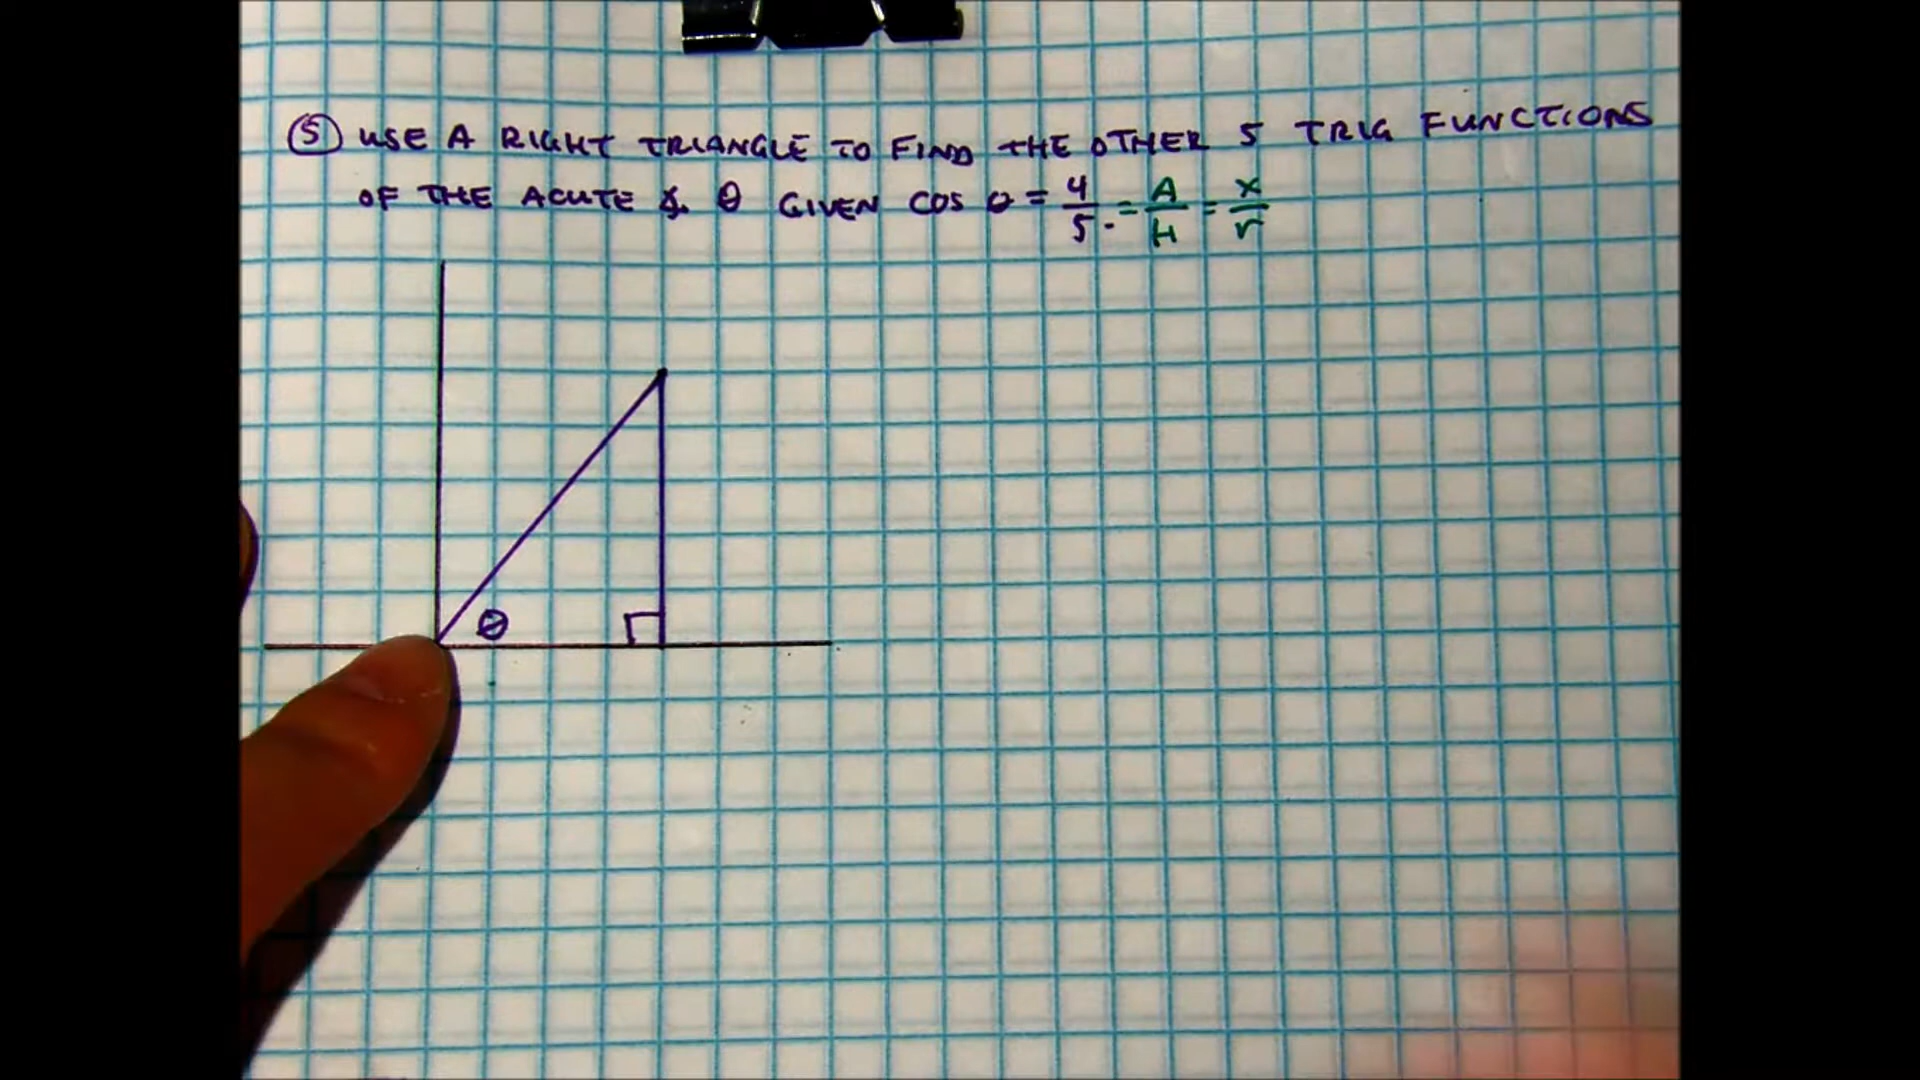 ⑤ USE A RIGHT TRIANGLE TO FIND THE OTHER 5 TRIG FUNCTIONS
OF THE ACUTE ∡ θ GIVEN COS θ = 4/5. = A/H = x/r
θ